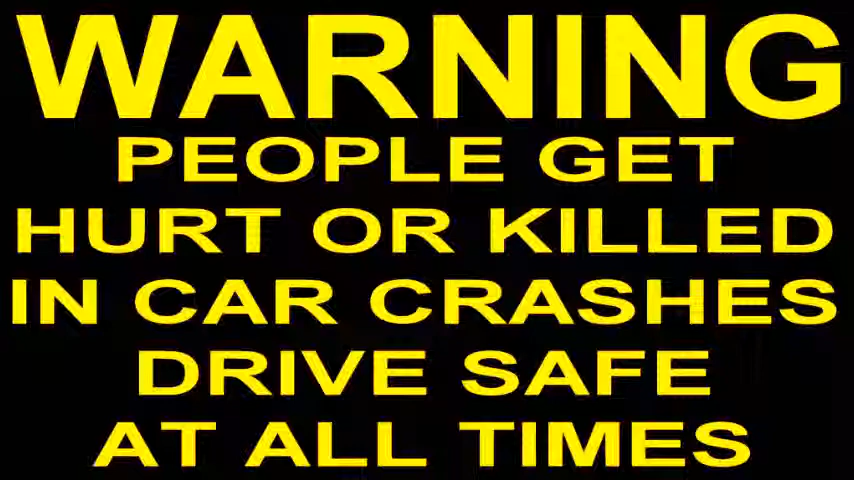 WARNING
PEOPLE GET
HURT OR KILLED
IN CAR CRASHES
DRIVE SAFE
AT ALL TIMES